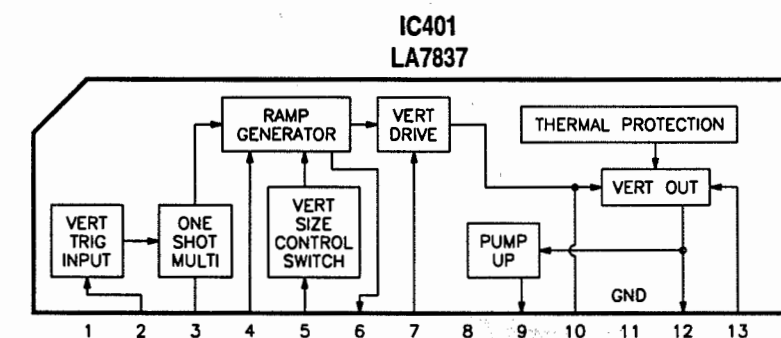 IC401
LA7837
RAMP
GENERATOR
VERT
DRIVE
THERMAL PROTECTION
VERT OUT
VERT
TRIG
INPUT
ONE
SHOT
MULTI
VERT
SIZE
CONTROL
SWITCH
PUMP
UP
GND
1 2 3 4 5 6 7 8 9 10 11 12 13